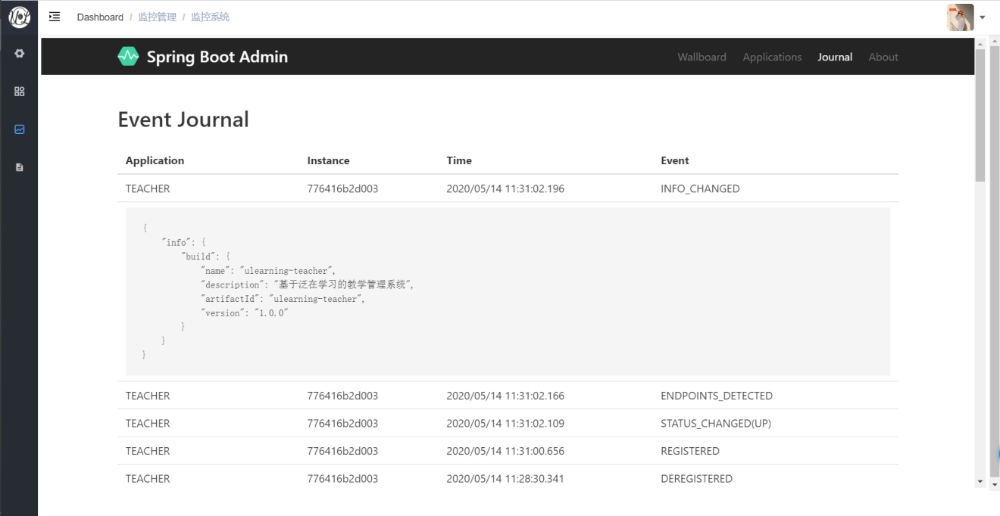 Dashboard / 监控管理 / 监控系统
Spring Boot Admin
Wallboard Applications Journal About
Event Journal
Application Instance Time Event
TEACHER 776416b2d003 2020/05/14 11:31:02.196 INFO_CHANGED
{
"info": {
"build": {
"name": "ulearning-teacher",
"description": "基于泛在学习的教学管理系统",
"artifactId": "ulearning-teacher",
"version": "1.0.0"
}
}
}
TEACHER 776416b2d003 2020/05/14 11:31:02.166 ENDPOINTS_DETECTED
TEACHER 776416b2d003 2020/05/14 11:31:02.109 STATUS_CHANGED(UP)
TEACHER 776416b2d003 2020/05/14 11:31:00.656 REGISTERED
TEACHER 776416b2d003 2020/05/14 11:28:30.341 DEREGISTERED